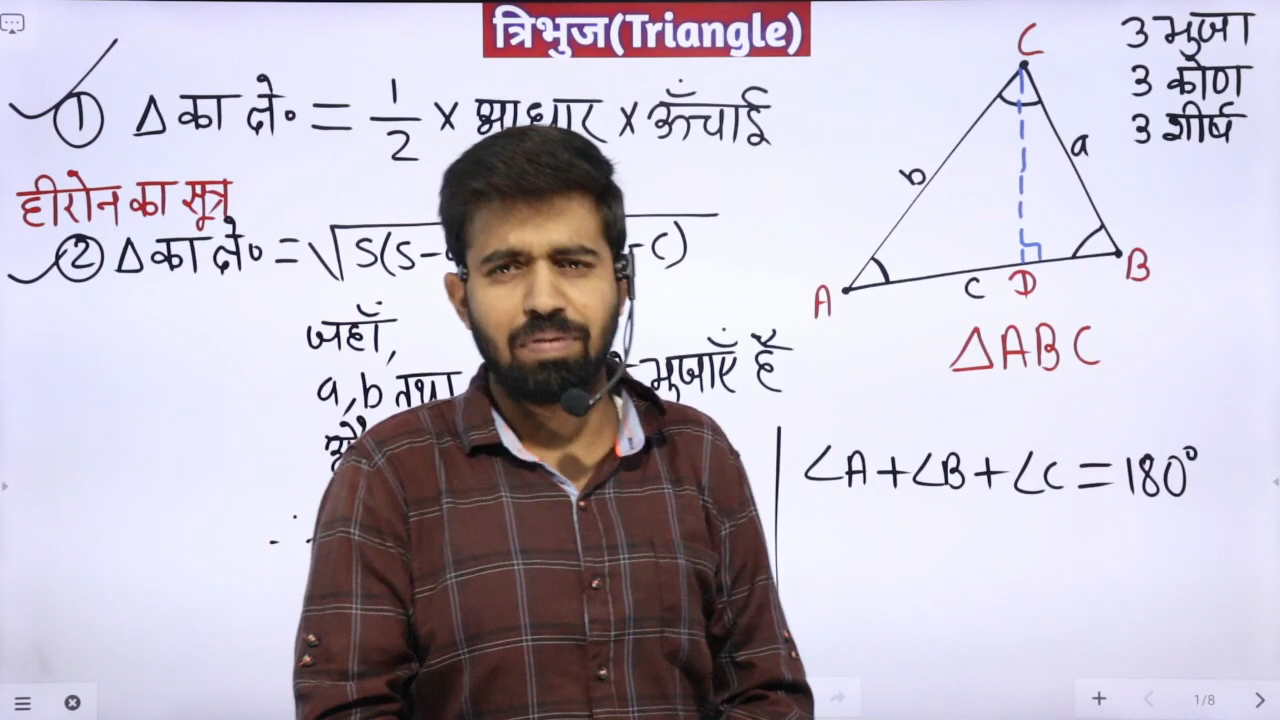 त्रिभुज(Triangle)
3 भुजा
3 कोण
3 शीर्ष
① Δ का क्षे० = 1/2 × आधार × ऊँचाई
हीरोन का सूत्र
② Δ का क्षे० = √S(S- -C)
जहाँ,
a,b तथा भुजाएँ हैं
∴
C
b
a
A
c
D
B
ΔABC
∠A+∠B+∠C=180°
1/8